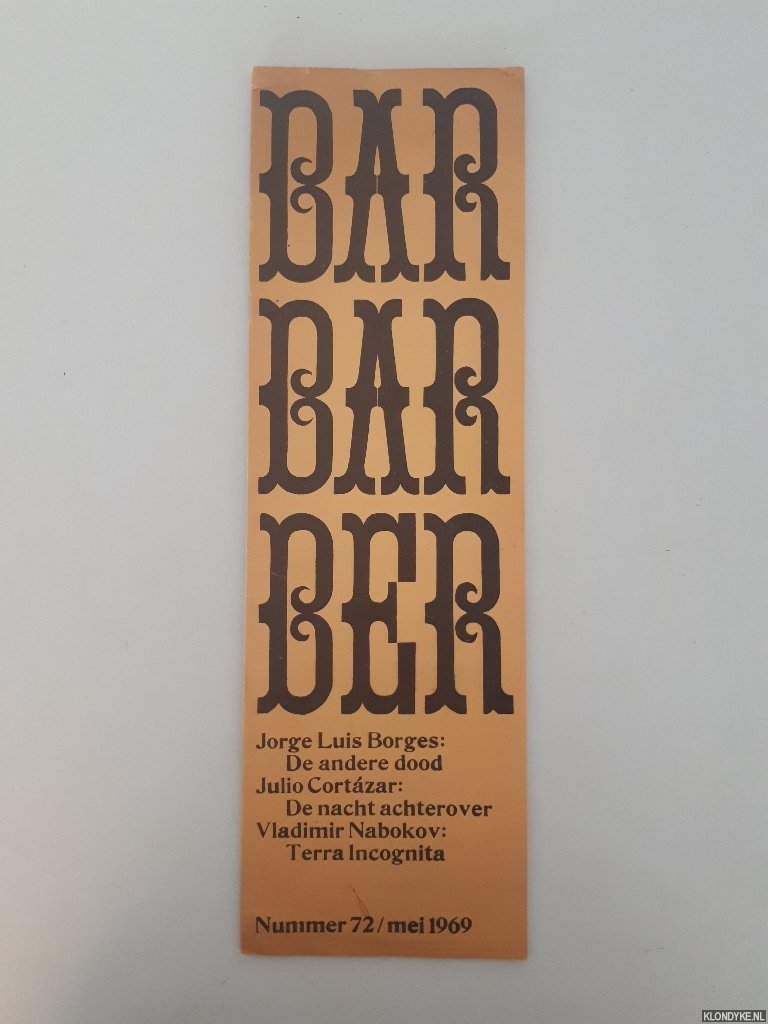 BAR
BAR
BER
Jorge Luis Borges:
De andere dood
Julio Cortázar:
De nacht achterover
Vladimir Nabokov:
Terra Incognita
Nummer 72/mei 1969
KLONDYKE.NL